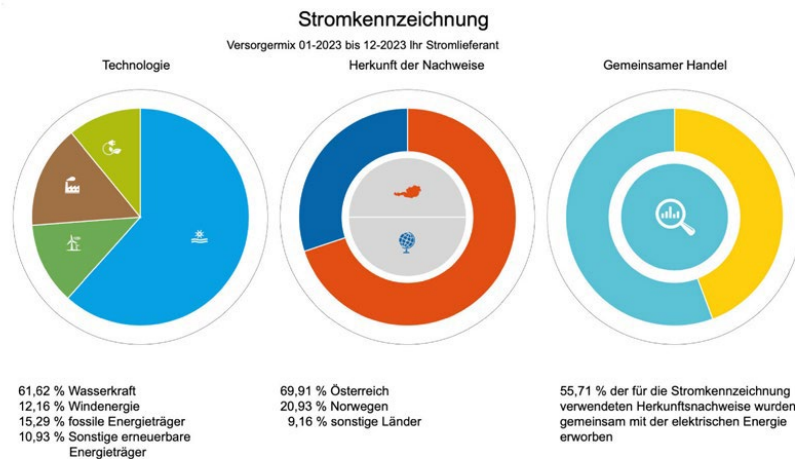 Stromkennzeichnung
Versorgermix 01-2023 bis 12-2023 Ihr Stromlieferant
Technologie
Herkunft der Nachweise
Gemeinsamer Handel
61,62 % Wasserkraft
12,16 % Windenergie
15,29 % fossile Energieträger
10,93 % Sonstige erneuerbare
Energieträger
69,91 % Österreich
20,93 % Norwegen
9,16 % sonstige Länder
55,71 % der für die Stromkennzeichnung
verwendeten Herkunftsnachweise wurden
gemeinsam mit der elektrischen Energie
erworben